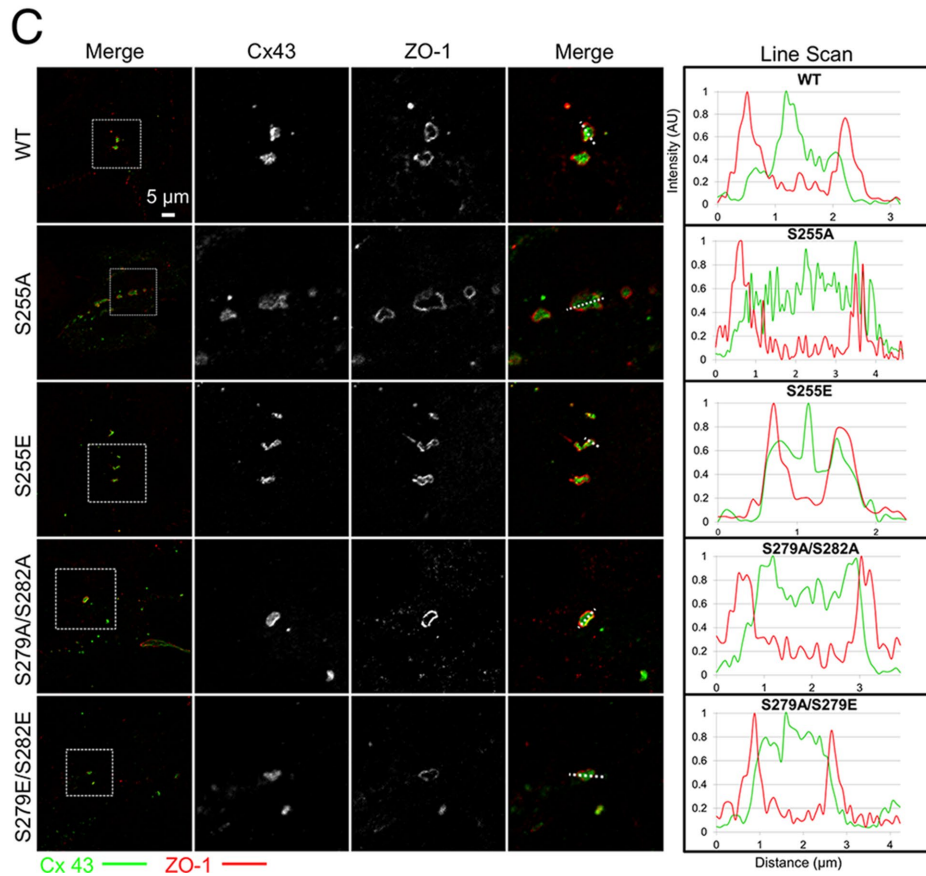 C
Merge Cx43 ZO-1 Merge Line Scan
WT
5 µm
WT
Intensity (AU)
1
0.8
0.6
0.4
0.2
0
0 1 2 3
S255A
S255A
1
0.8
0.6
0.4
0.2
0
0 1 2 3 4
S255E
S255E
1
0.8
0.6
0.4
0.2
0
0 1 2
S279A/S282A
S279A/S282A
1
0.8
0.6
0.4
0.2
0
0 1 2 3
S279E/S282E
S279A/S279E
1
0.8
0.6
0.4
0.2
0
0 1 2 3 4
Distance (µm)
Cx 43 ZO-1